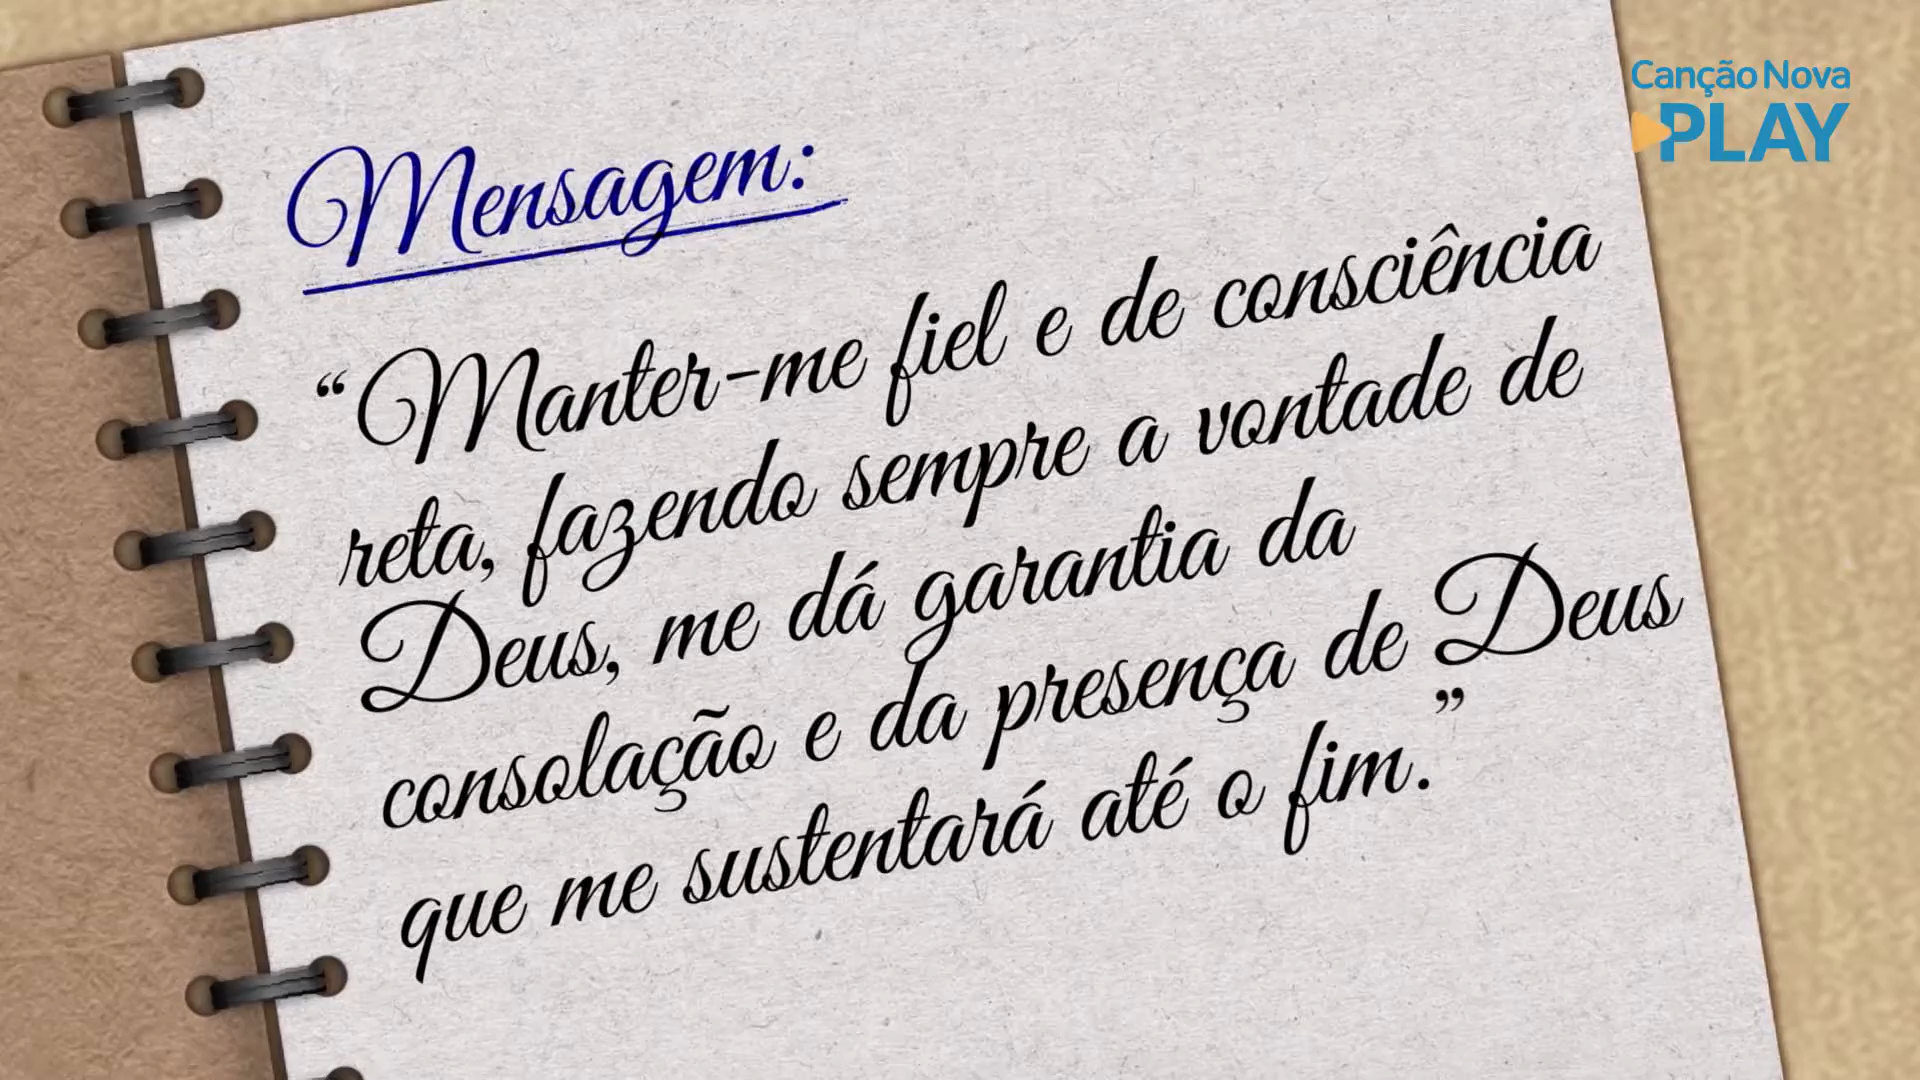 Canção Nova
PLAY
Mensagem:
“Manter-me fiel e de consciência
reta, fazendo sempre a vontade de
Deus, me dá garantia da
consolação e da presença de Deus
que me sustentará até o fim.”